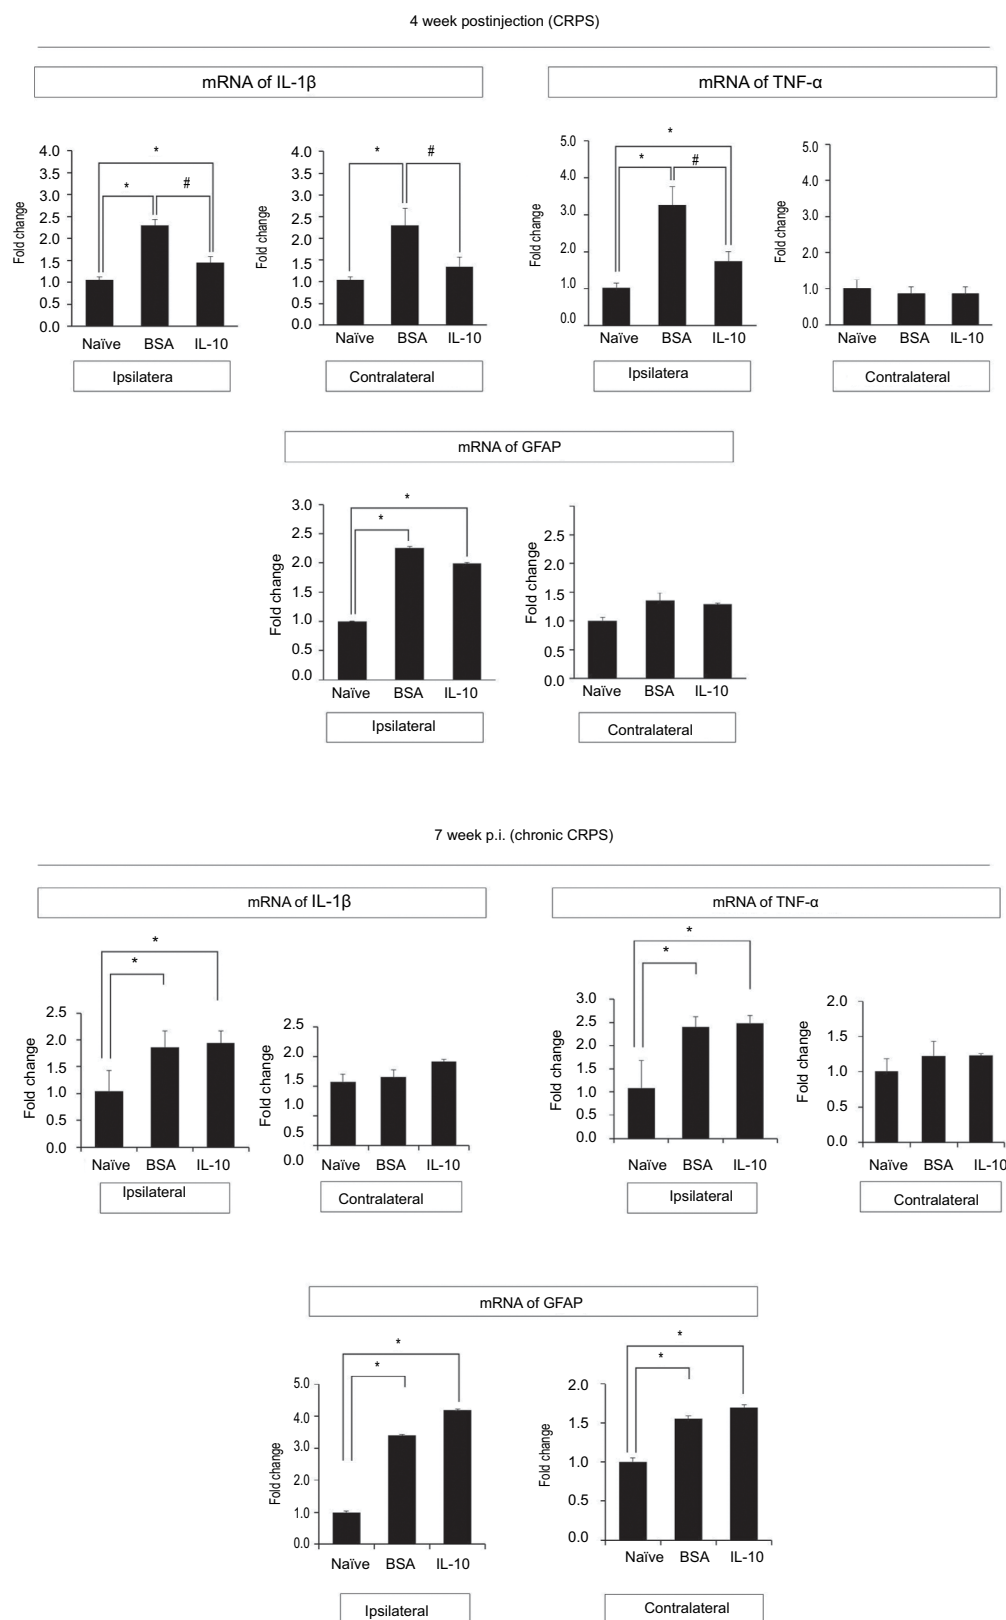 4 week postinjection (CRPS)
mRNA of IL-1β
mRNA of TNF-α
Fold change
4.0
3.5
3.0
2.5
2.0
1.5
1.0
0.5
0.0
*
*
#
Naïve BSA IL-10
Ipsilatera
Fold change
4.0
3.5
3.0
2.5
2.0
1.5
1.0
0.5
0.0
*
#
Naïve BSA IL-10
Contralateral
Fold change
5.0
4.0
3.0
2.0
1.0
0.0
*
*
#
Naïve BSA IL-10
Ipsilatera
Fold change
5.0
4.0
3.0
2.0
1.0
0.0
Naïve BSA IL-10
Contralateral
mRNA of GFAP
Fold change
3.0
2.5
2.0
1.5
1.0
0.5
0.0
*
*
Naïve BSA IL-10
Ipsilateral
Fold change
2.5
2.0
1.5
1.0
0.5
0.0
Naïve BSA IL-10
Contralateral
7 week p.i. (chronic CRPS)
mRNA of IL-1β
mRNA of TNF-α
Fold change
2.5
2.0
1.5
1.0
0.5
0.0
*
*
Naïve BSA IL-10
Ipsilateral
Fold change
2.5
2.0
1.5
1.0
0.5
0.0
Naïve BSA IL-10
Contralateral
Fold change
3.0
2.5
2.0
1.5
1.0
0.5
0.0
*
*
Naïve BSA IL-10
Ipsilateral
Fold change
2.0
1.5
1.0
0.5
0.0
Naïve BSA IL-10
Contralateral
mRNA of GFAP
Fold change
5.0
4.0
3.0
2.0
1.0
0.0
*
*
Naïve BSA IL-10
Ipsilateral
Fold change
2.0
1.5
1.0
0.5
0.0
*
*
Naïve BSA IL-10
Contralateral